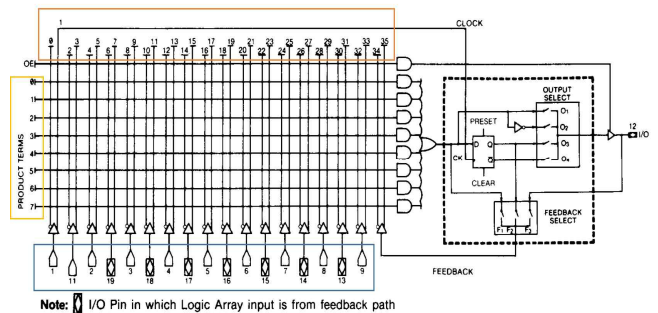 1
CLOCK
0 2 3 4 5 6 7 8 9 10 11 12 13 14 15 16 17 18 19 20 21 22 23 24 25 26 27 28 29 30 31 32 33 34 35
OE
PRODUCT TERMS
0
1
2
3
4
5
6
7
OUTPUT SELECT
O1
O2
O3
O4
PRESET
D Q
CK Q
CLEAR
12
I/O
F1 F2 F3
FEEDBACK SELECT
FEEDBACK
1 11 2 19 3 18 4 17 5 16 6 15 7 14 8 13 9
Note: I/O Pin in which Logic Array input is from feedback path